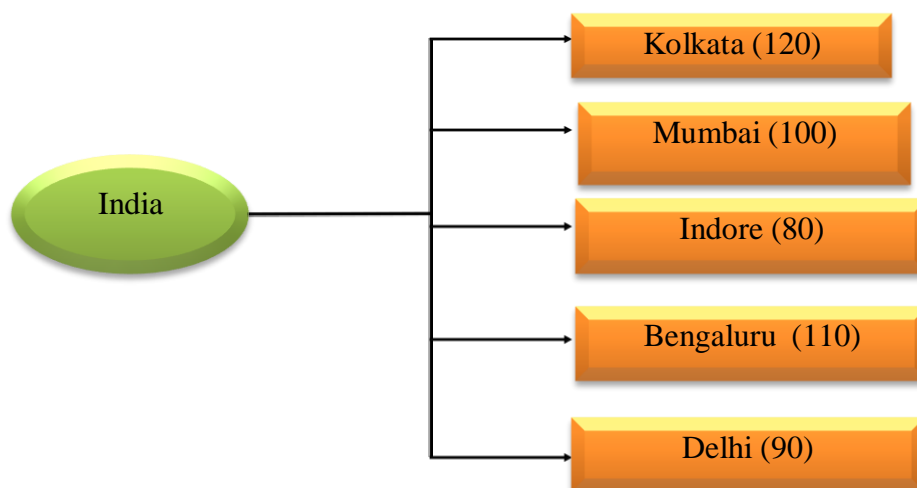 Kolkata (120)
Mumbai (100)
India
Indore (80)
Bengaluru  (110)
Delhi (90)